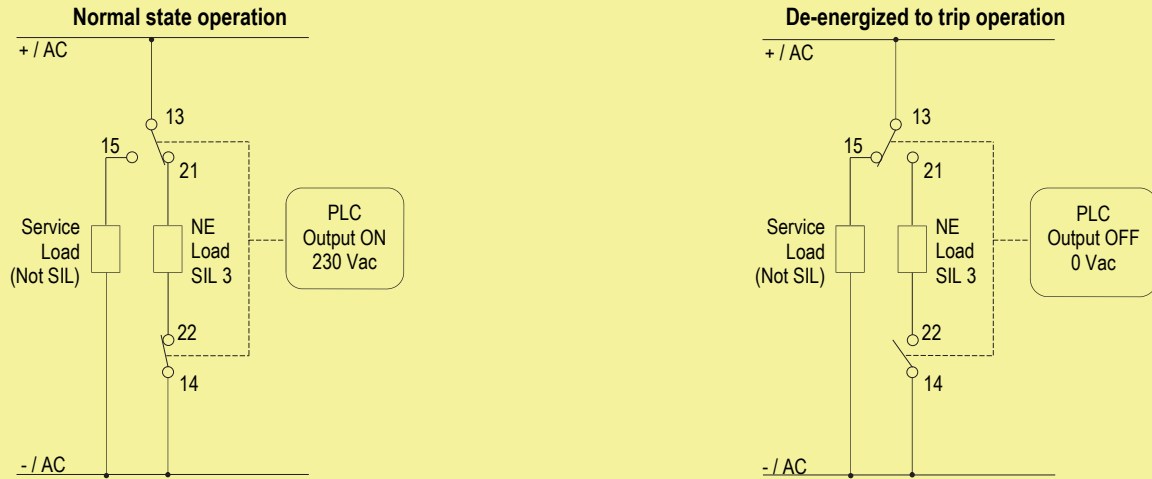 Normal state operation
+ / AC
13
15
21
Service
Load
(Not SIL)
NE
Load
SIL 3
PLC
Output ON
230 Vac
22
14
- / AC
De-energized to trip operation
+ / AC
13
15
21
Service
Load
(Not SIL)
NE
Load
SIL 3
PLC
Output OFF
0 Vac
22
14
- / AC